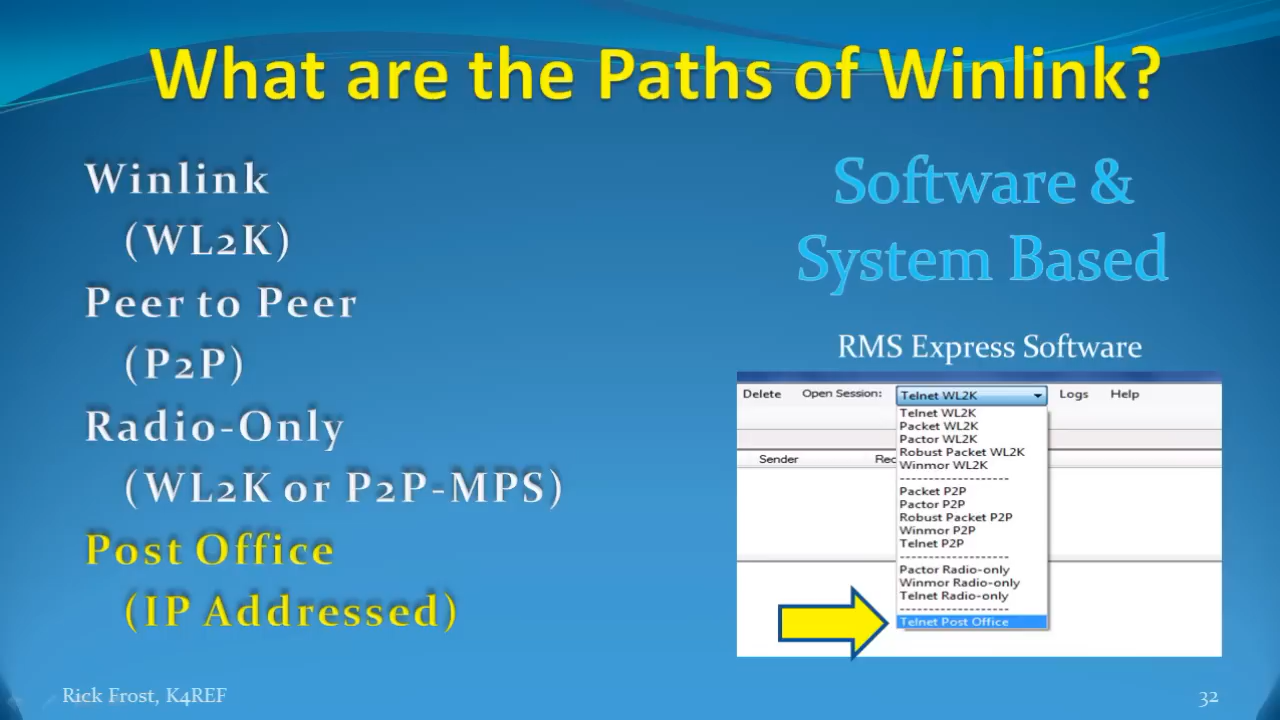 What are the Paths of Winlink?
Winlink
(WL2K)
Peer to Peer
(P2P)
Radio-Only
(WL2K or P2P-MPS)
Post Office
(IP Addressed)
Software &
System Based
RMS Express Software
Delete Open Session: Telnet WL2K Logs Help
Telnet WL2K
Packet WL2K
Pactor WL2K
Robust Packet WL2K
Winmor WL2K
--------------------
Packet P2P
Pactor P2P
Robust Packet P2P
Winmor P2P
Telnet P2P
--------------------
Pactor Radio-only
Winmor Radio-only
Telnet Radio-only
--------------------
Telnet Post Office
Sender Rec
Rick Frost, K4REF
32